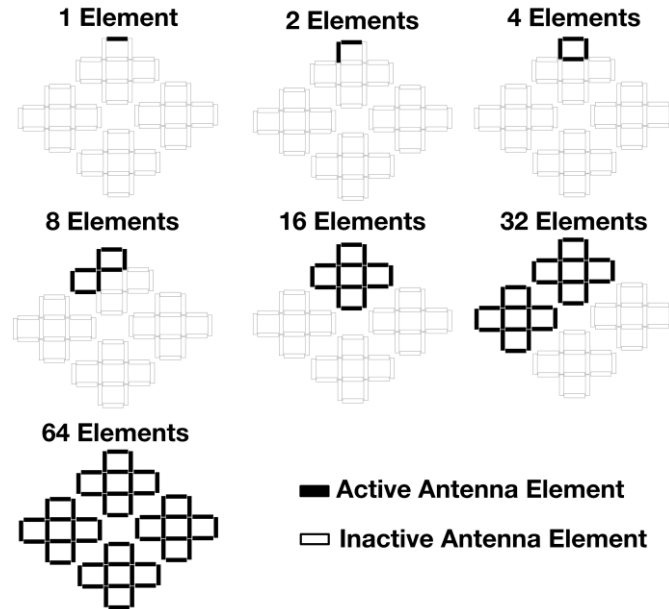 1 Element
2 Elements
4 Elements
8 Elements
16 Elements
32 Elements
64 Elements
Active Antenna Element
Inactive Antenna Element